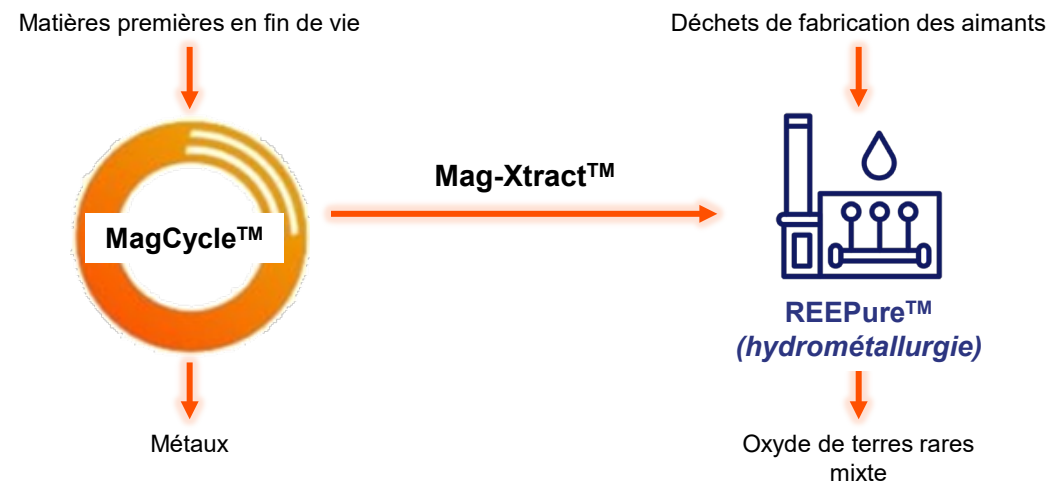 Matières premières en fin de vie
Déchets de fabrication des aimants
Mag-Xtract™
MagCycle™
REEPure™
(hydrométallurgie)
Métaux
Oxyde de terres rares
mixte